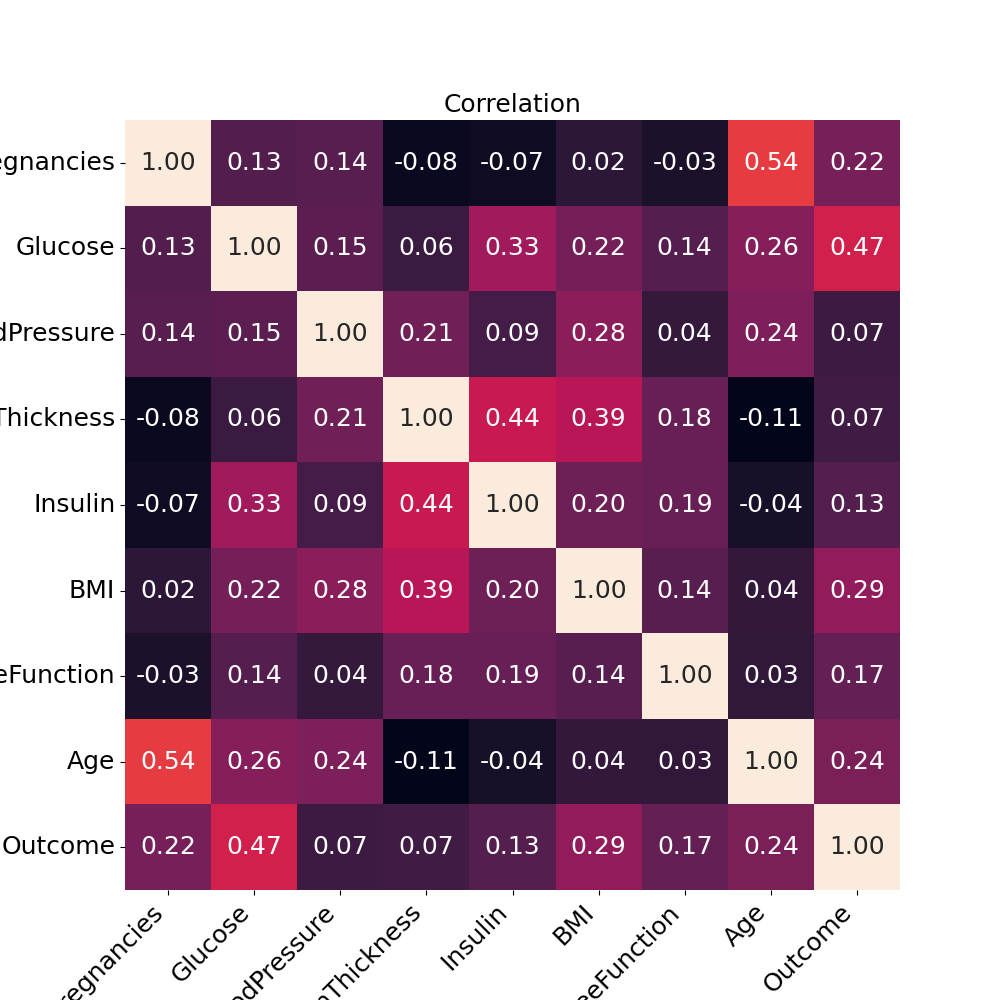 Correlation
egnancies 1.00 0.13 0.14 -0.08 -0.07 0.02 -0.03 0.54 0.22
Glucose 0.13 1.00 0.15 0.06 0.33 0.22 0.14 0.26 0.47
dPressure 0.14 0.15 1.00 0.21 0.09 0.28 0.04 0.24 0.07
Thickness -0.08 0.06 0.21 1.00 0.44 0.39 0.18 -0.11 0.07
Insulin -0.07 0.33 0.09 0.44 1.00 0.20 0.19 -0.04 0.13
BMI 0.02 0.22 0.28 0.39 0.20 1.00 0.14 0.04 0.29
eFunction -0.03 0.14 0.04 0.18 0.19 0.14 1.00 0.03 0.17
Age 0.54 0.26 0.24 -0.11 -0.04 0.04 0.03 1.00 0.24
Outcome 0.22 0.47 0.07 0.07 0.13 0.29 0.17 0.24 1.00
regnancies Glucose odPressure nThickness Insulin BMI eeFunction Age Outcome